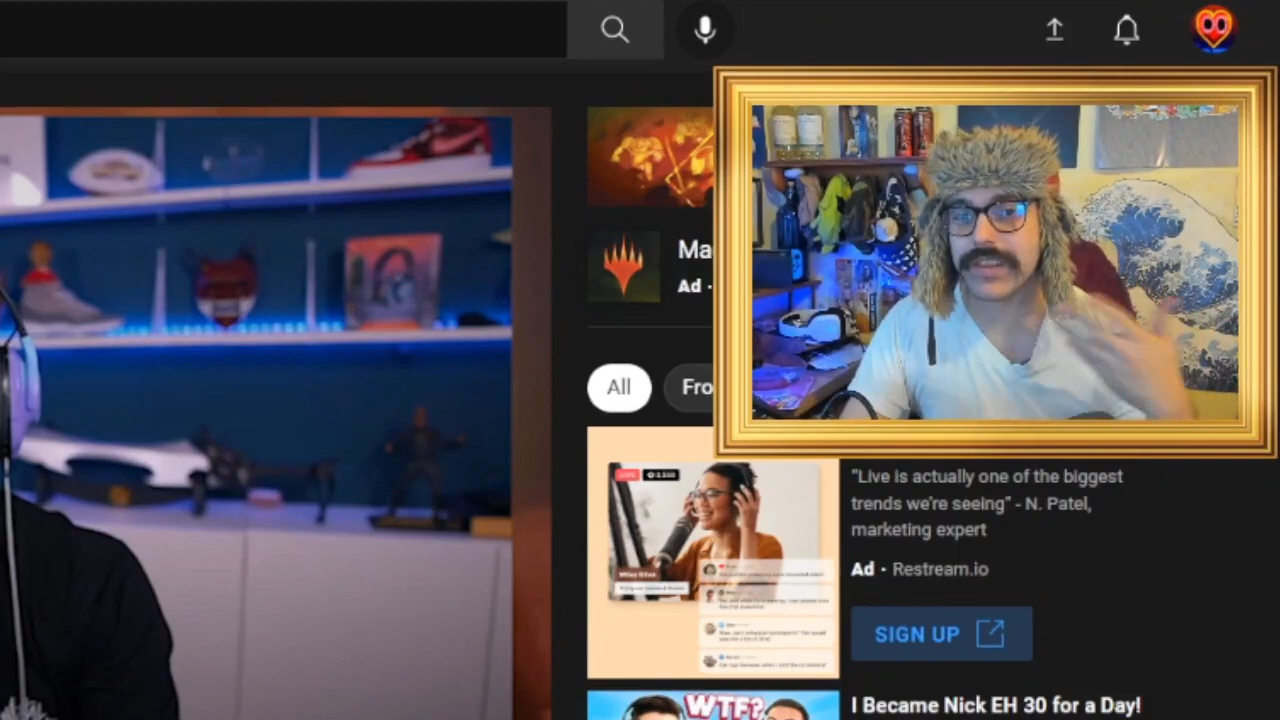 Ma
Ad ·
All
Fro
LIVE
"Live is actually one of the biggest
trends we're seeing" - N. Patel,
marketing expert
Ad · Restream.io
SIGN UP
WTF?
I Became Nick EH 30 for a Day!